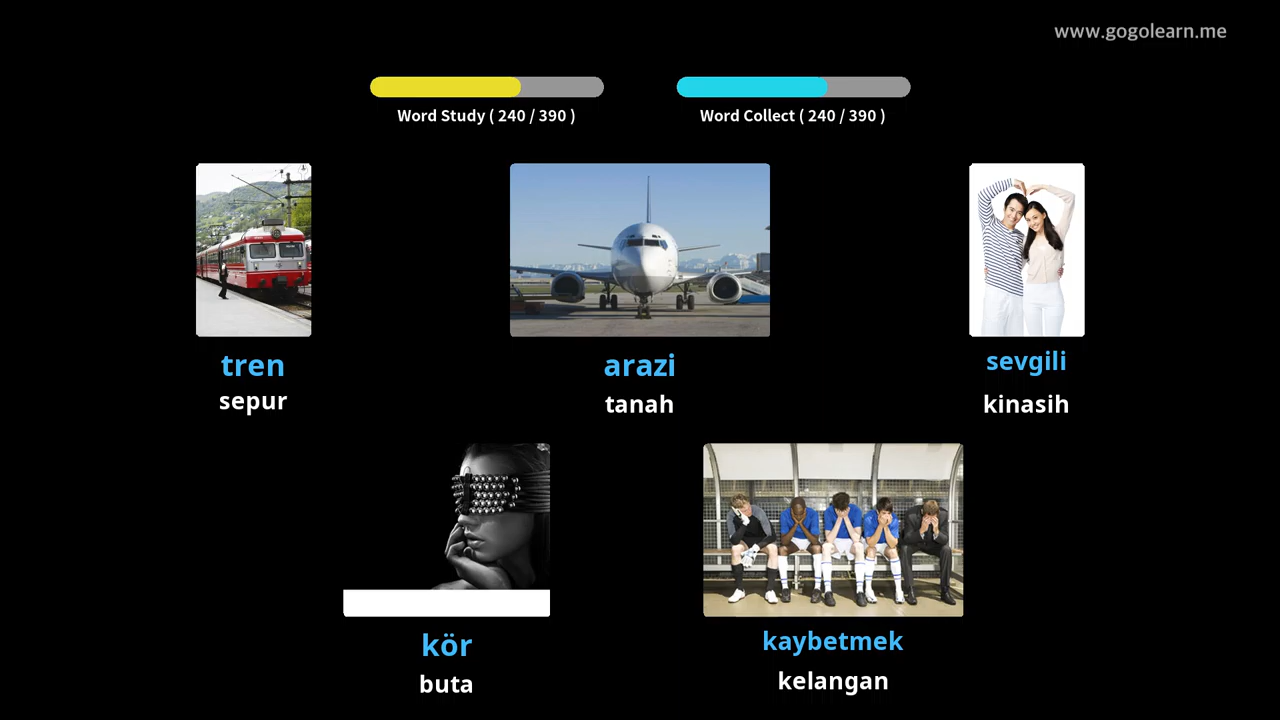 www.gogolearn.me
Word Study ( 240 / 390 )
Word Collect ( 240 / 390 )
tren
sepur
arazi
tanah
sevgili
kinasih
kör
buta
kaybetmek
kelangan